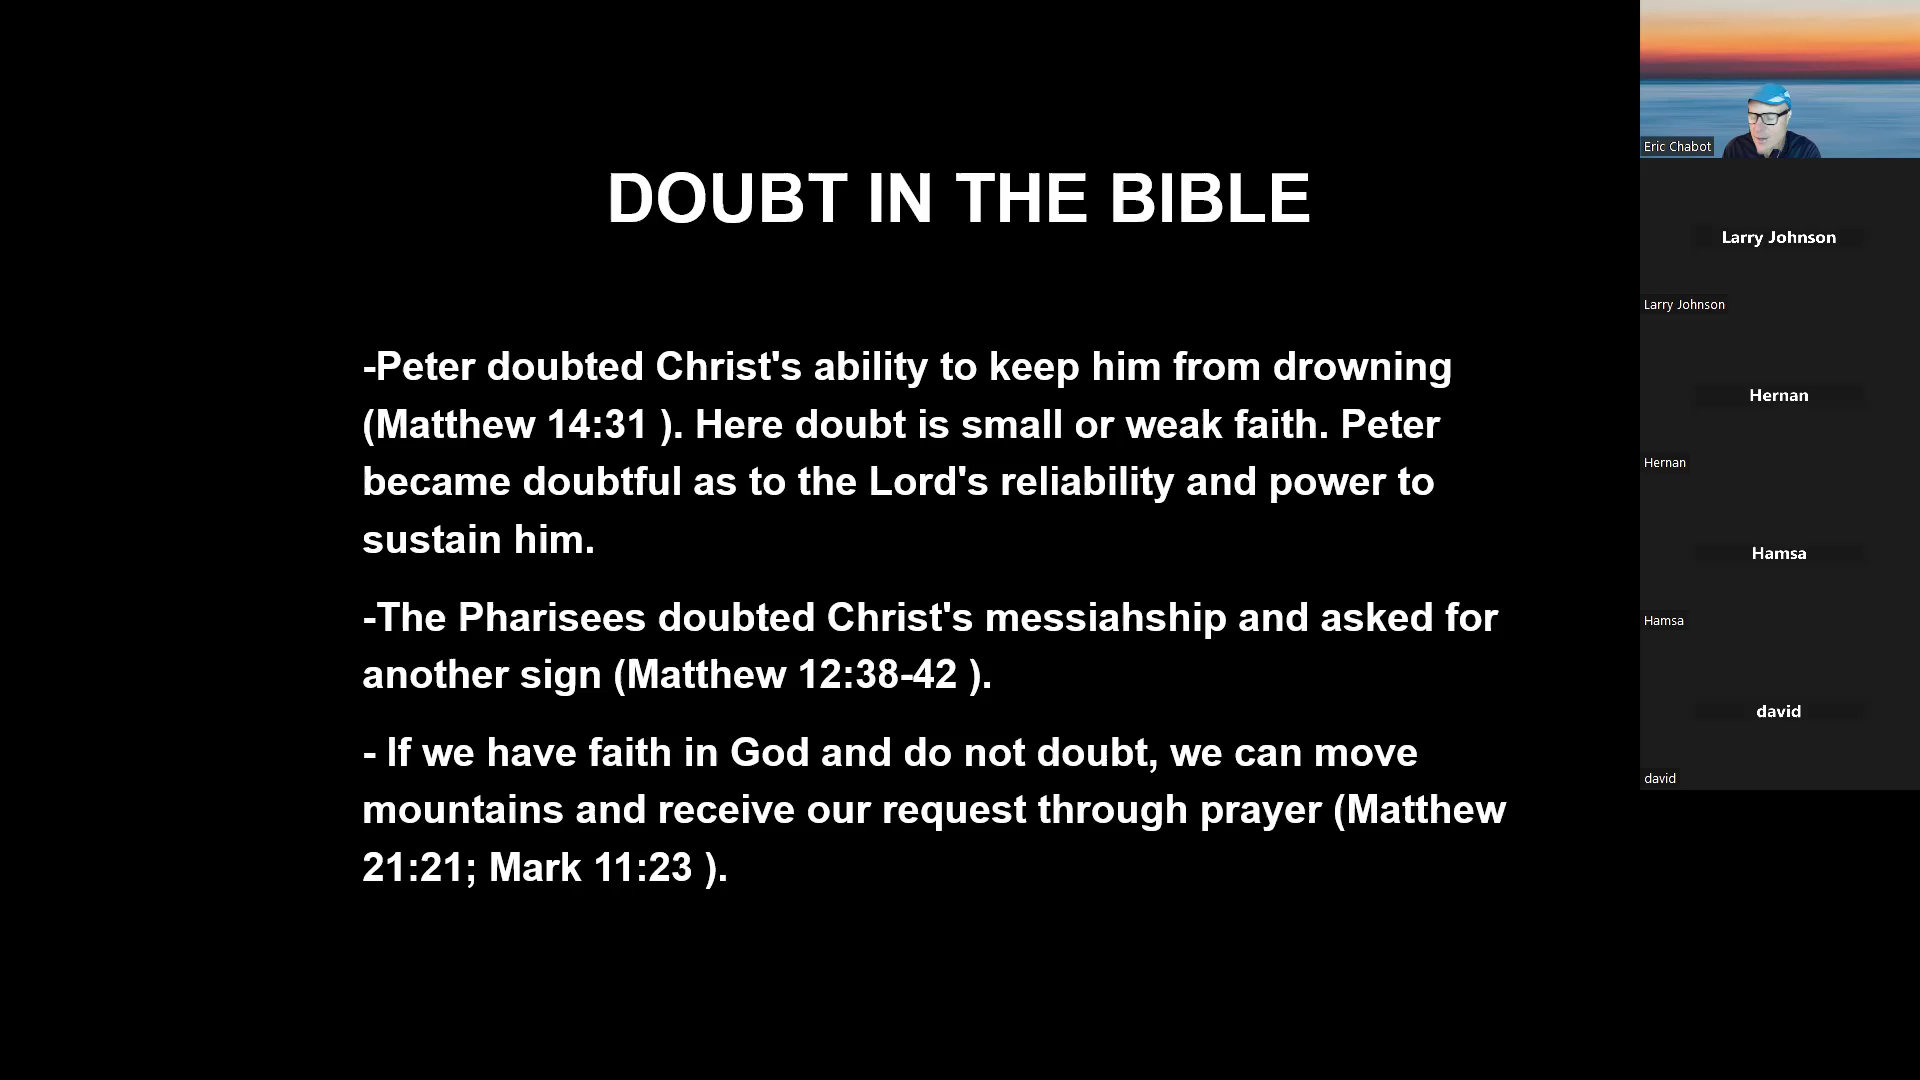 DOUBT IN THE BIBLE
-Peter doubted Christ's ability to keep him from drowning
(Matthew 14:31 ). Here doubt is small or weak faith. Peter
became doubtful as to the Lord's reliability and power to
sustain him.
-The Pharisees doubted Christ's messiahship and asked for
another sign (Matthew 12:38-42 ).
- If we have faith in God and do not doubt, we can move
mountains and receive our request through prayer (Matthew
21:21; Mark 11:23 ).
Eric Chabot
Larry Johnson
Larry Johnson
Hernan
Hernan
Hamsa
Hamsa
david
david